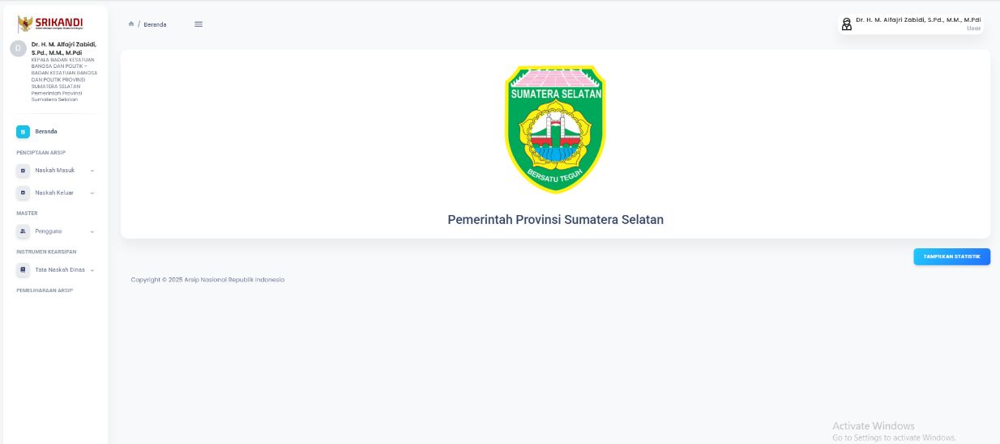 SRIKANDI
Dr. H. M. Alfajri Zabidi,
S.Pd., M.M., M.Pdi
KEPALA BADAN KESATUAN
BANGSA DAN POLITIK -
BADAN KESATUAN BANGSA
DAN POLITIK PROVINSI
SUMATERA SELATAN
Pemerintah Provinsi
Sumatera Selatan
D
Beranda
PENCIPTAAN ARSIP
Naskah Masuk
Naskah Keluar
MASTER
Pengguna
INSTRUMEN KEARSIPAN
Tata Naskah Dinas
PEMELIHARAAN ARSIP
/ Beranda
Dr. H. M. Alfajri Zabidi, S.Pd., M.M., M.Pdi
User
SUMATERA SELATAN
BERSATU TEGUH
Pemerintah Provinsi Sumatera Selatan
TAMPILKAN STATISTIK
Copyright © 2025 Arsip Nasional Republik Indonesia
Activate Windows
Go to Settings to activate Windows.